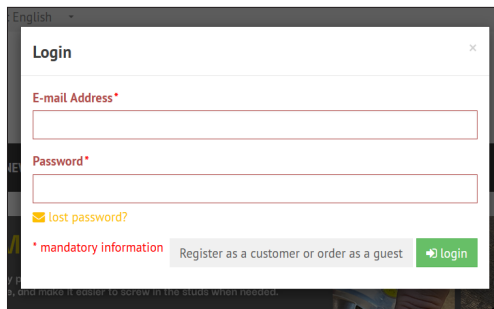 English
Login ×
E-mail Address*
Password*
lost password?
* mandatory information
Register as a customer or order as a guest
login
NEW
e, and make it easier to screw in the studs when needed.